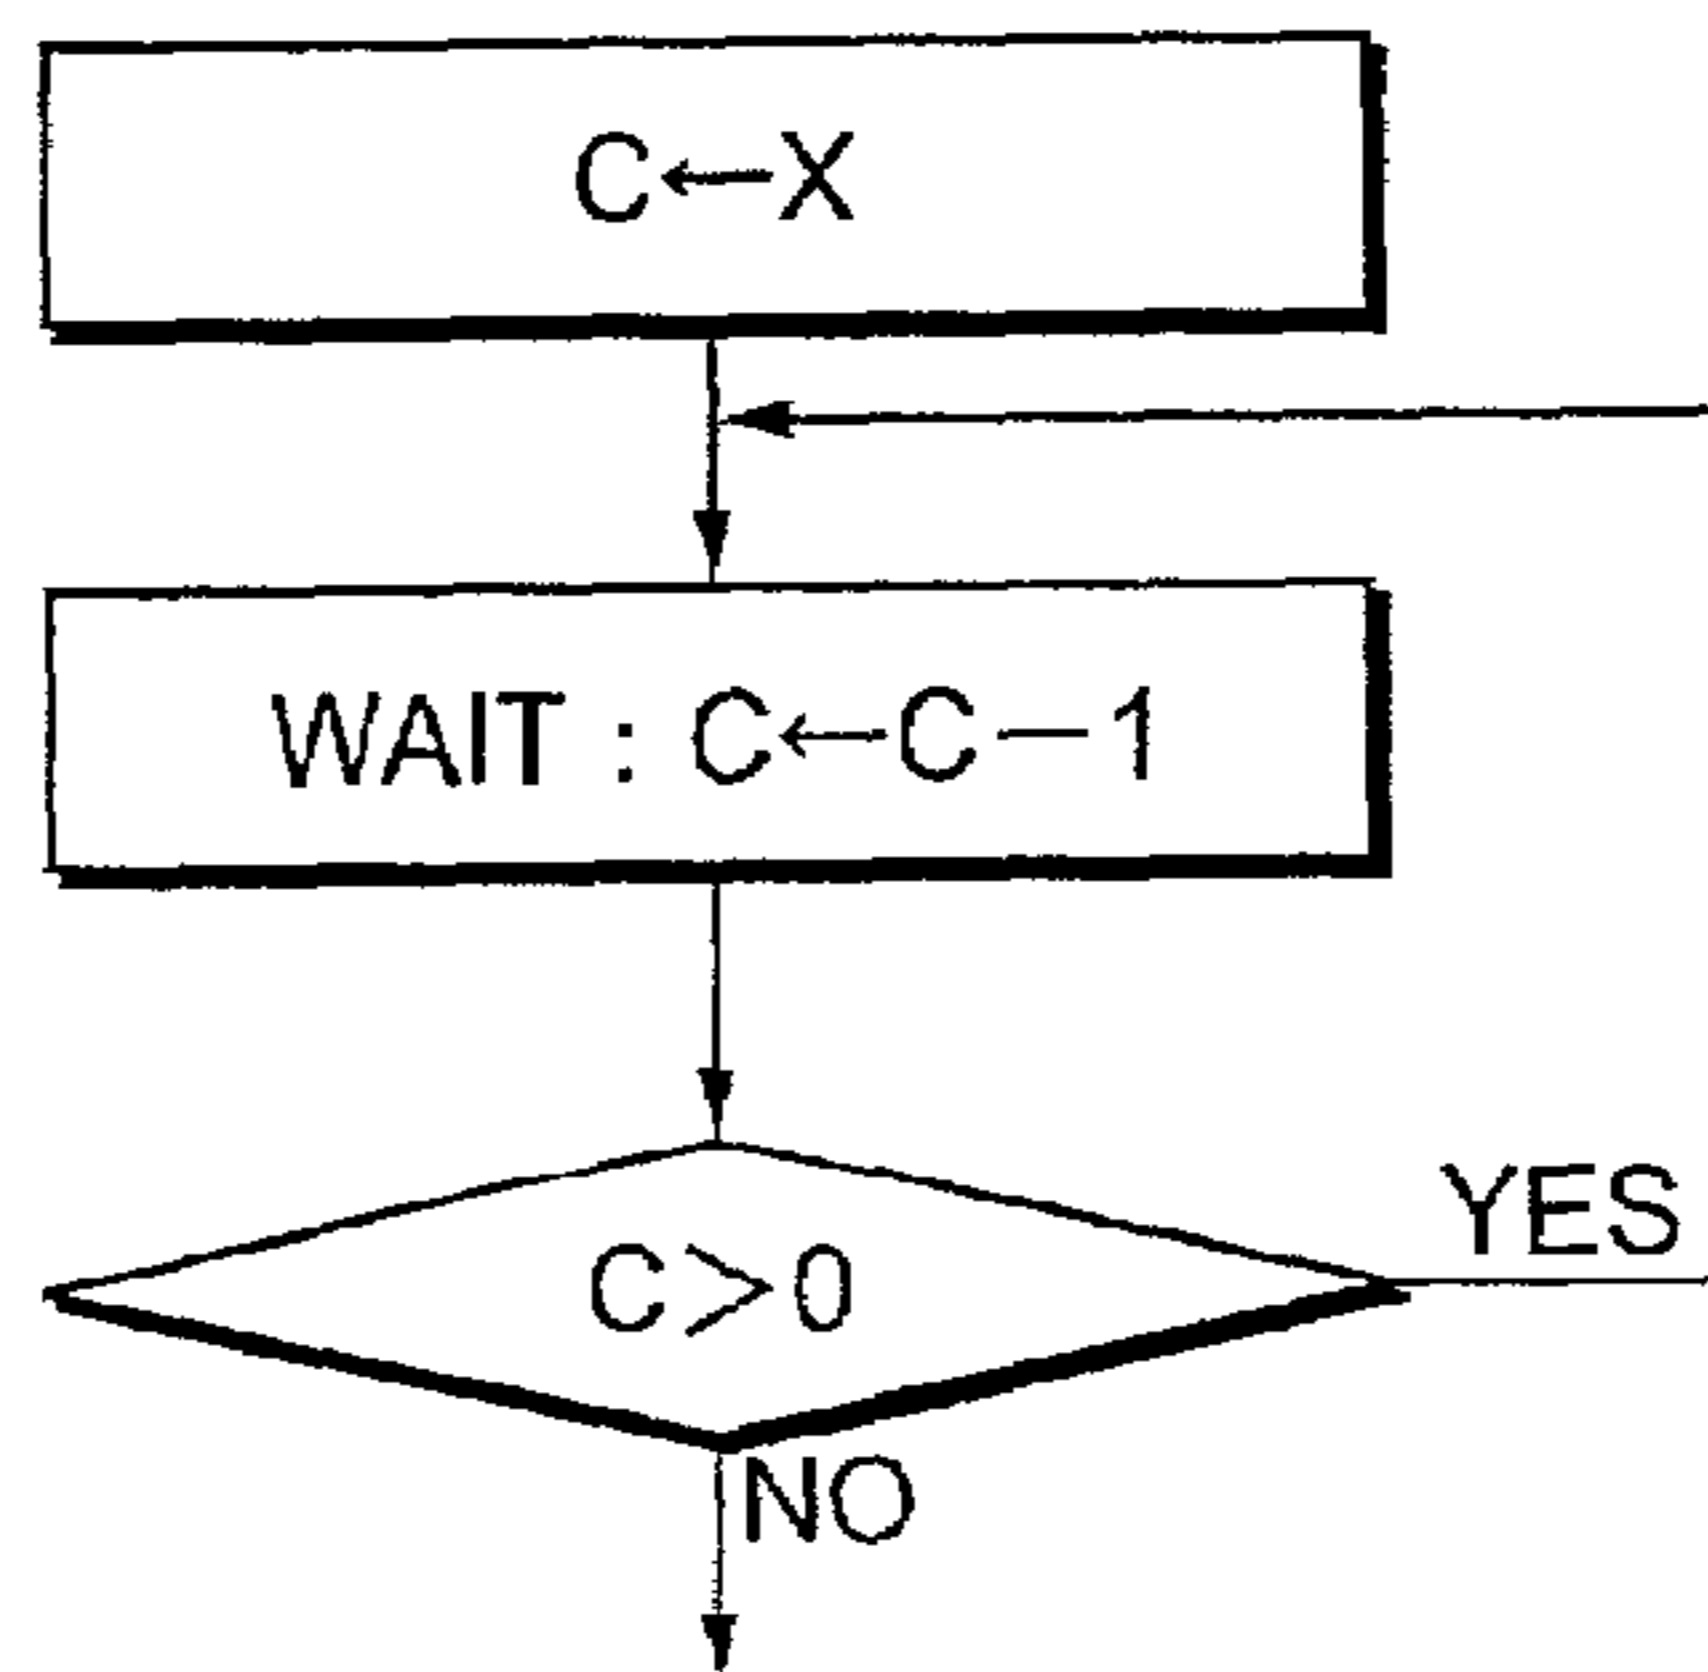 C←X
WAIT : C←C−1
C>0
YES
NO